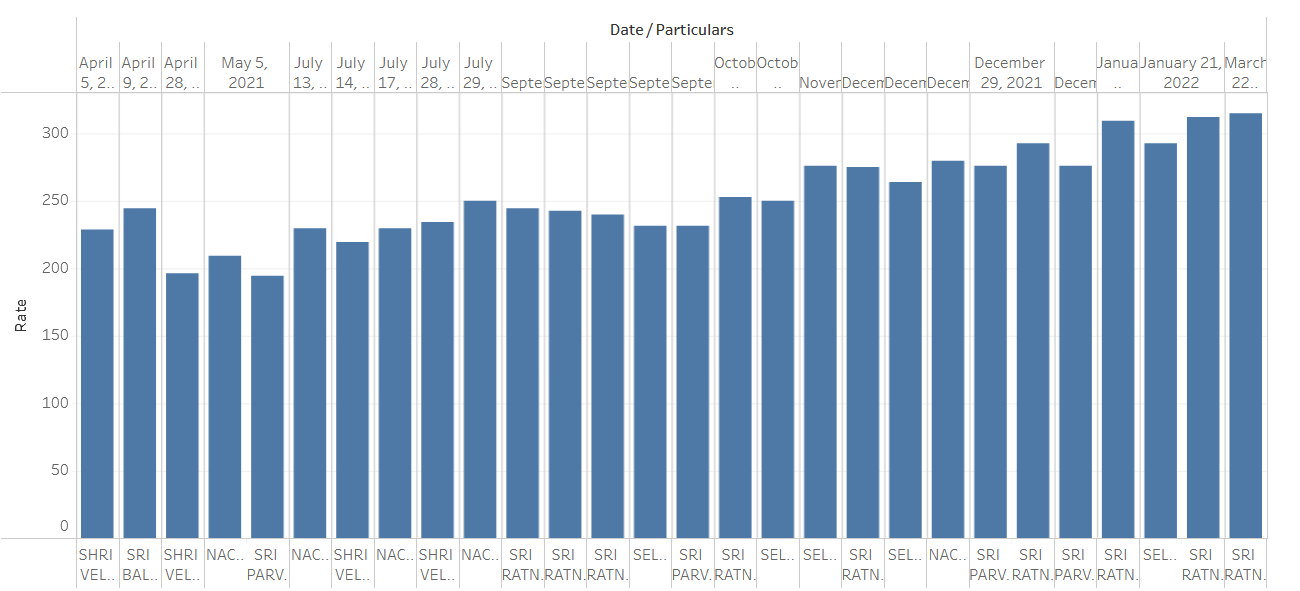 Date / Particulars
April April April May 5, July July July July July Octob Octob December Janua January 21, March
5, 2.. 9, 2.. 28, .. 2021 13, .. 14, .. 17, .. 28, .. 29, .. Septe Septe Septe Septe Septe .. .. Noven Decem Decem Decem 29, 2021 Decem .. 2022 22..
300
250
200
150
100
50
0
Rate
SHRI SRI SHRI NAC.. SRI NAC.. SHRI NAC.. SHRI NAC.. SRI SRI SRI SEL.. SRI SRI SEL.. SEL.. SRI SEL.. NAC.. SRI SRI SRI SRI SEL.. SRI SRI
VEL.. BAL.. VEL.. PARV. VEL.. VEL.. RATN. RATN. RATN. PARV. RATN. RATN. PARV. RATN. PARV. RATN. RATN. RATN.